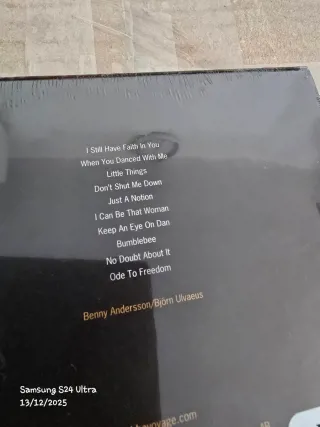 I Still Have Faith In You
When You Danced With Me
Little Things
Don't Shut Me Down
Just A Notion
I Can Be That Woman
Keep An Eye On Dan
Bumblebee
No Doubt About It
Ode To Freedom
Benny Andersson/Björn Ulvaeus
Samsung S24 Ultra
13/12/2025